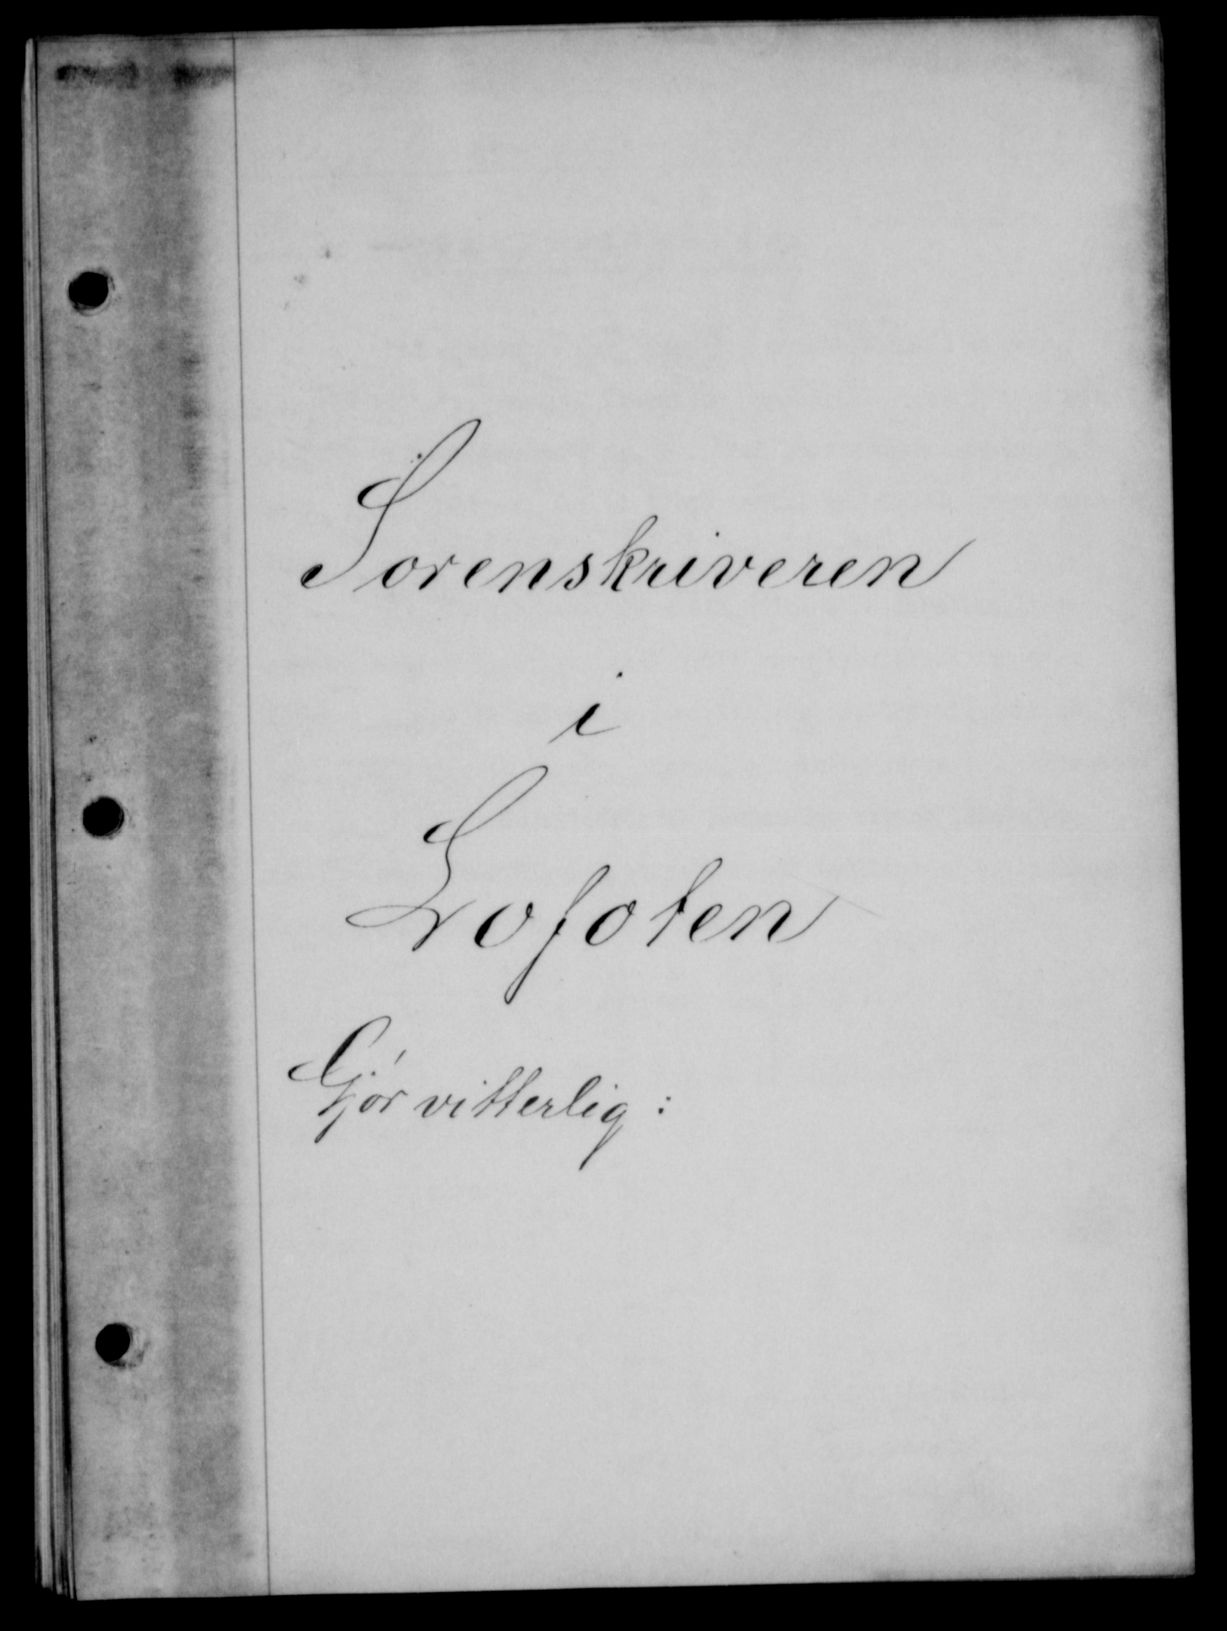 Sorenskriveren
i
Lofoten
Gjør vitterlig: